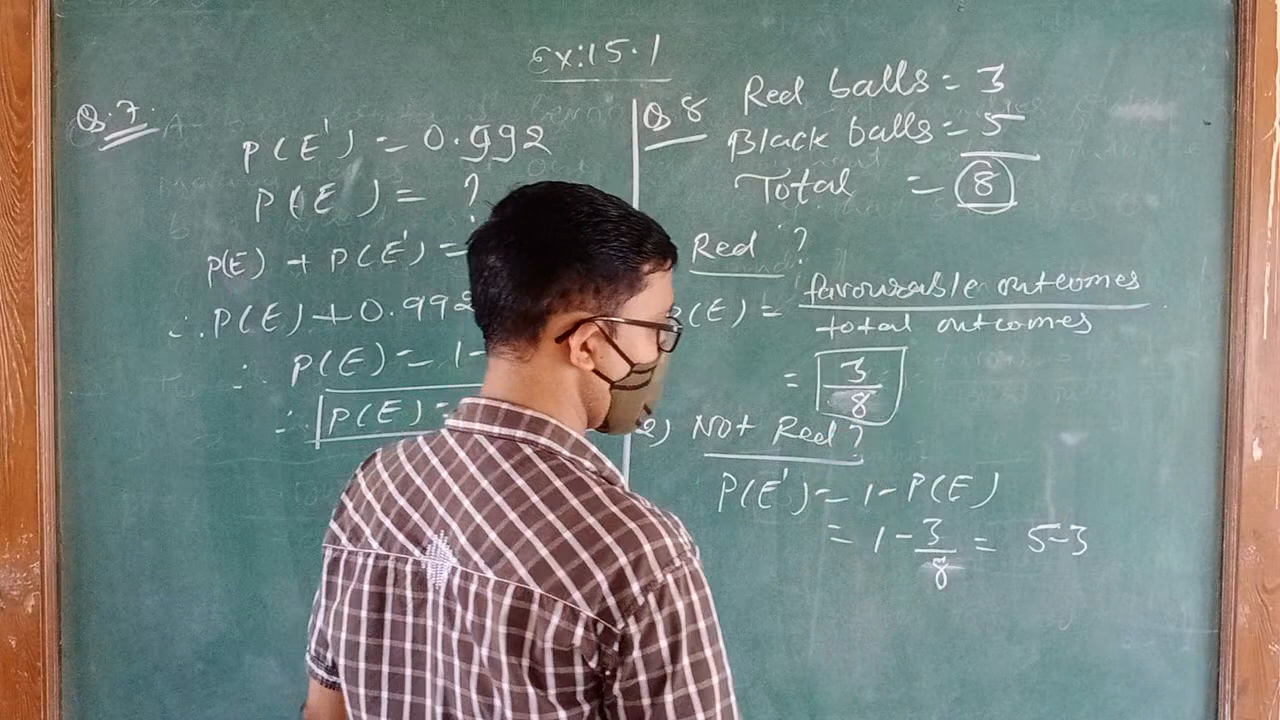 Ex:15.1
Q.7.
P(E') = 0.992
P(E) = ?
P(E) + P(E') =
∴ P(E) + 0.992
∴ P(E) = 1-
∴ P(E) =
Q.8
Red balls = 3
Black balls = 5
Total = 8
Red ?
P(E) = favourable outcomes
total outcomes
= 3/8
2) Not Red ?
P(E') = 1 - P(E)
= 1 - 3/8 = 5-3